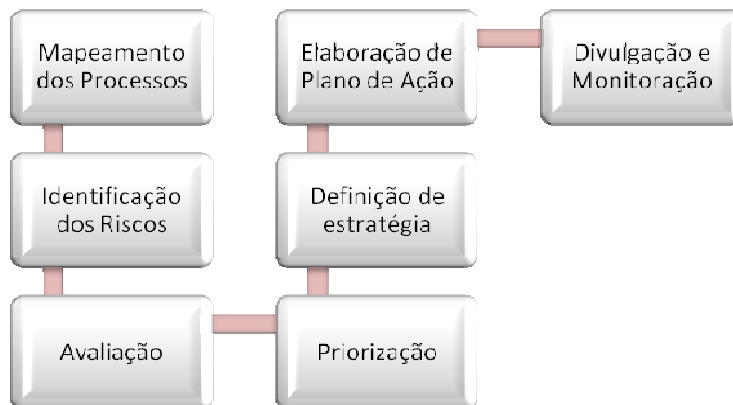 Mapeamento
dos Processos
Identificação
dos Riscos
Avaliação
Priorização
Definição de
estratégia
Elaboração de
Plano de Ação
Divulgação e
Monitoração